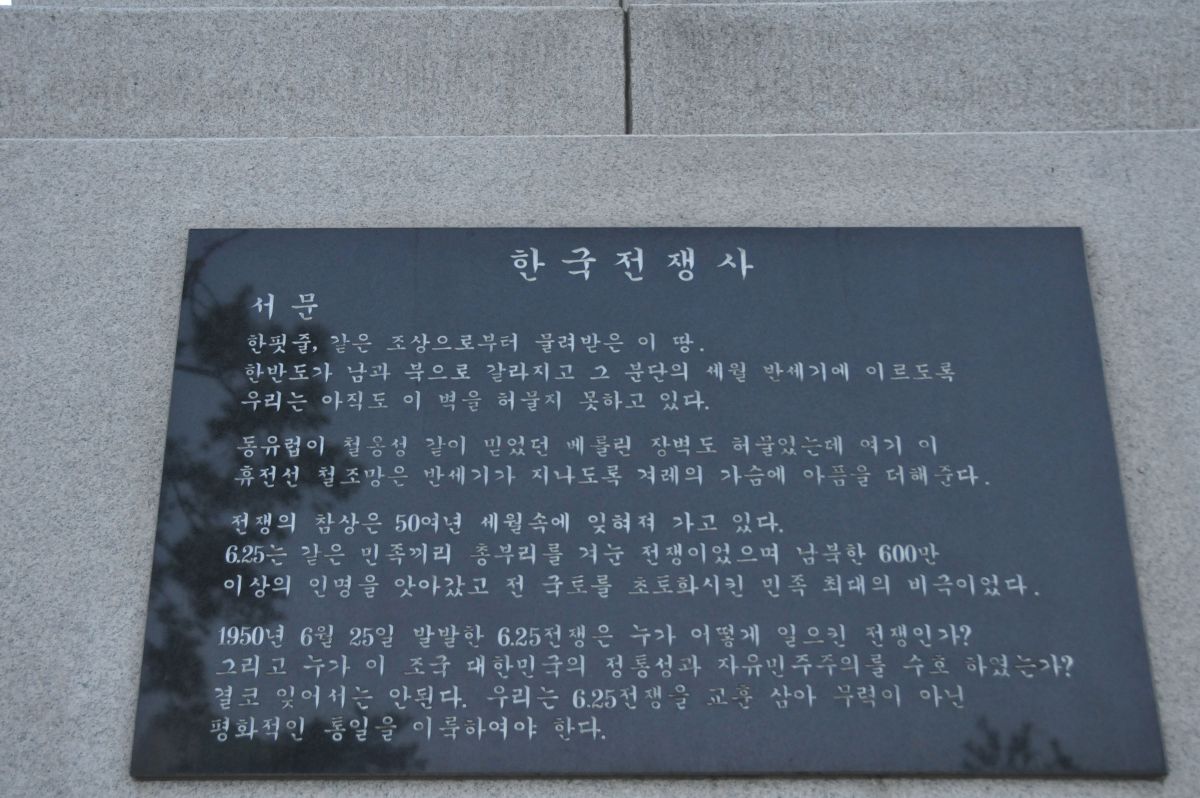 한국전쟁사
서 문
한핏줄, 같은 조상으로부터 물려받은 이 땅.
한반도가 남과 북으로 갈라지고 그 분단의 세월 반세기에 이르도록
우리는 아직도 이 벽을 허물지 못하고 있다.
동유럽이 철옹성 같이 믿었던 베를린 장벽도 허물있는데 여기 이
휴전선 철조망은 반세기가 지나도록 겨레의 가슴에 아픔을 더해준다.
전쟁의 참상은 50여년 세월속에 잊혀져 가고 있다.
6.25는 같은 민족끼리 총부리를 겨눈 전쟁이었으며 남북한 600만
이상의 인명을 앗아갔고 전 국토를 초토화시킨 민족 최대의 비극이었다.
1950년 6월 25일 발발한 6.25전쟁은 누가 어떻게 일으킨 전쟁인가?
그리고 누가 이 조국 대한민국의 정통성과 자유민주주의를 수호 하였는가?
결코 잊어서는 안된다. 우리는 6.25전쟁을 교훈 삼아 무력이 아닌
평화적인 통일을 이룩하여야 한다.